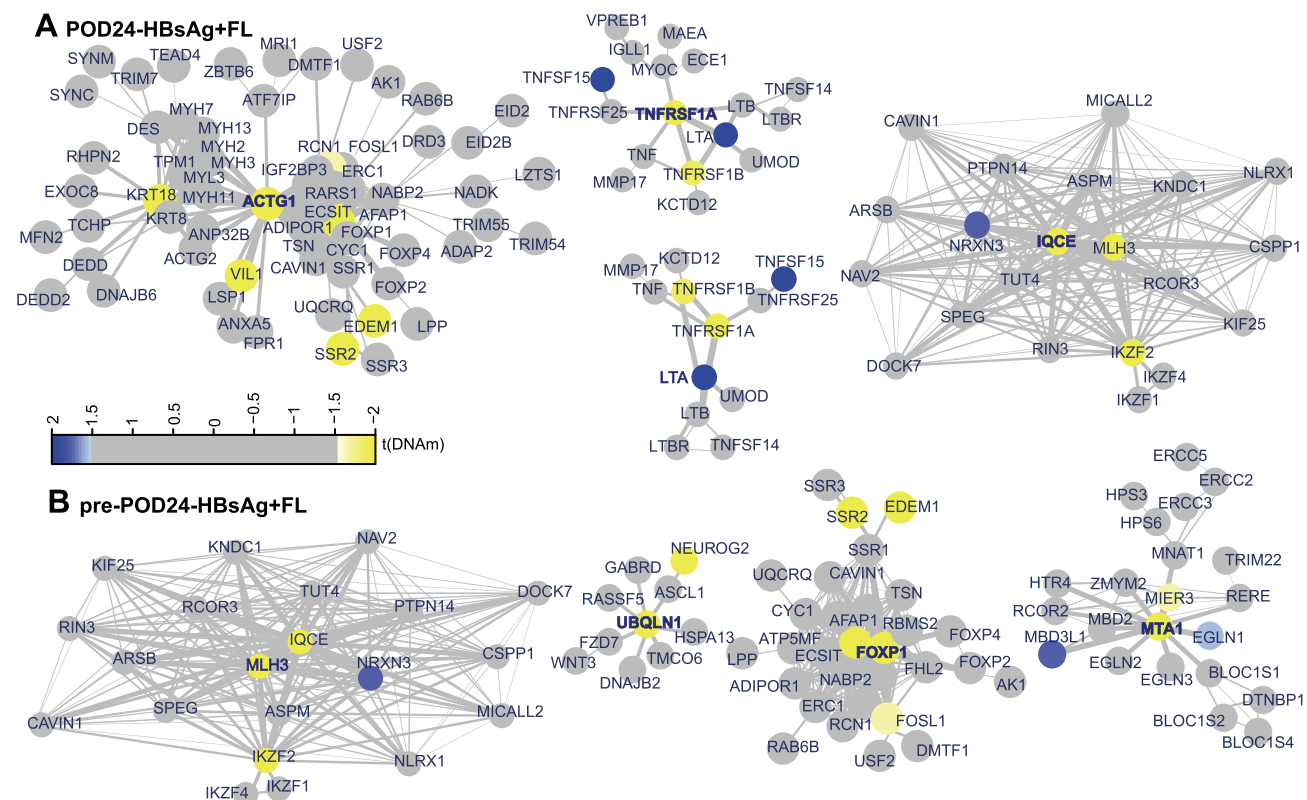 A POD24-HBsAg+FL
SYNM
TEAD4
MRI1
USF2
TRIM7
ZBTB6
DMTF1
SYNC
AK1
MYH7
ATF7IP
RAB6B
EID2
DES
MYH13
MYH2
RCN1
FOSL1
DRD3
EID2B
RHPN2
TPM1
MYH3
IGF2BP3
ERC1
LZTS1
MYL3
EXOC8
KRT18
MYH11
ACTG1
RARS1
NABP2
NADK
TCHP
KRT8
ECSIT
AFAP1
TRIM55
MFN2
ANP32B
ADIPOR1
FOXP1
TRIM54
ACTG2
TSN
CYC1
FOXP4
ADAP2
DEDD
VIL1
CAVIN1
SSR1
DEDD2
DNAJB6
LSP1
FOXP2
UQCRQ
ANXA5
EDEM1
LPP
FPR1
SSR2
SSR3
VPREB1
MAEA
IGLL1
ECE1
MYOC
TNFSF15
TNFSF14
TNFRSF25
TNFRSF1A
LTB
LTBR
LTA
TNF
UMOD
MMP17
TNFRSF1B
KCTD12
KCTD12
MMP17
TNFSF15
TNF
TNFRSF1B
TNFRSF25
TNFRSF1A
LTA
UMOD
LTB
LTBR
TNFSF14
MICALL2
CAVIN1
PTPN14
ASPM
KNDC1
NLRX1
ARSB
NRXN3
IQCE
MLH3
CSPP1
NAV2
TUT4
RCOR3
SPEG
KIF25
RIN3
IKZF2
DOCK7
IKZF4
IKZF1
2
1.5
1
0.5
0
−0.5
−1
−1.5
−2
t(DNAm)
B pre-POD24-HBsAg+FL
KNDC1
NAV2
KIF25
TUT4
DOCK7
RCOR3
PTPN14
RIN3
IQCE
ARSB
MLH3
NRXN3
CSPP1
SPEG
ASPM
MICALL2
CAVIN1
IKZF2
NLRX1
IKZF4
IKZF1
NEUROG2
GABRD
ASCL1
RASSF5
UBQLN1
FZD7
HSPA13
WNT3
TMCO6
DNAJB2
SSR3
EDEM1
SSR2
SSR1
UQCRQ
CAVIN1
TSN
CYC1
AFAP1
RBMS2
ATP5MF
FOXP4
LPP
ECSIT
FOXP1
FHL2
FOXP2
ADIPOR1
NABP2
AK1
ERC1
RCN1
FOSL1
RAB6B
DMTF1
USF2
ERCC5
ERCC2
HPS3
ERCC3
HPS6
MNAT1
TRIM22
HTR4
ZMYM2
MIER3
RERE
RCOR2
MBD2
MTA1
EGLN1
MBD3L1
EGLN2
EGLN3
BLOC1S1
DTNBP1
BLOC1S2
BLOC1S4